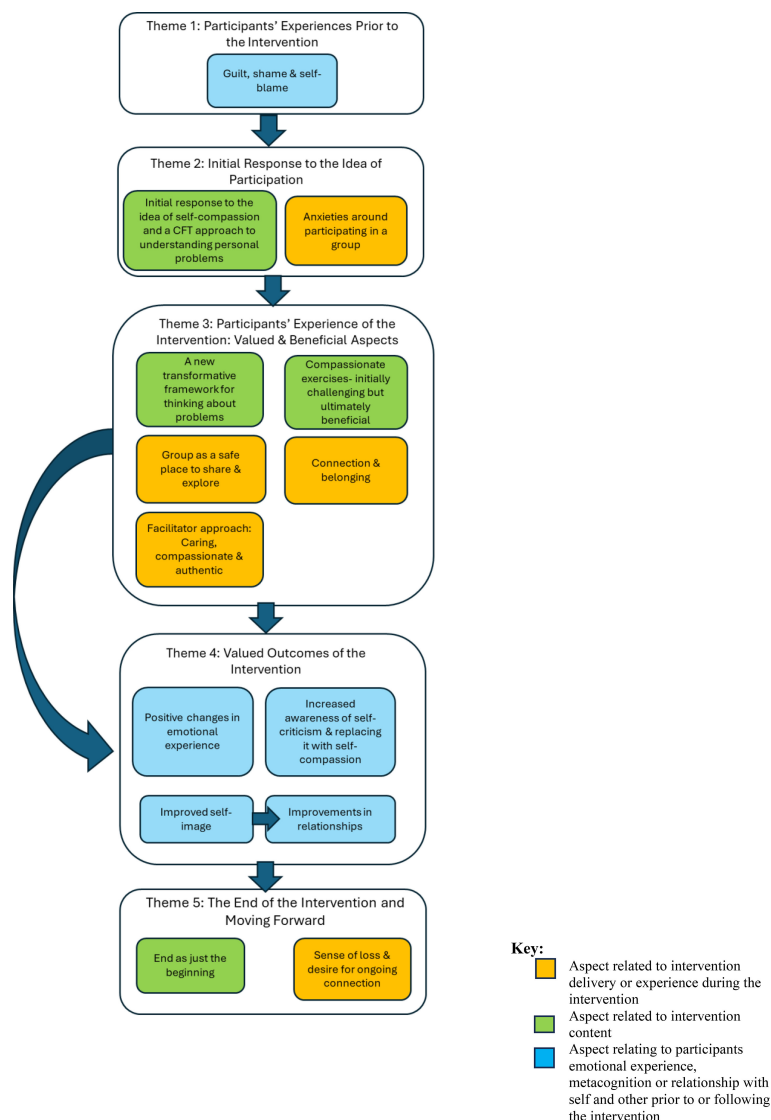 Theme 1: Participants' Experiences Prior to
the Intervention
Guilt, shame & self-
blame
Theme 2: Initial Response to the Idea of
Participation
Initial response to the
idea of self-compassion
and a CFT approach to
understanding personal
problems
Anxieties around
participating in a
group
Theme 3: Participants' Experience of the
Intervention: Valued & Beneficial Aspects
A new
transformative
framework for
thinking about
problems
Compassionate
exercises- initially
challenging but
ultimately
beneficial
Group as a safe
place to share &
explore
Connection &
belonging
Facilitator approach:
Caring,
compassionate &
authentic
Theme 4: Valued Outcomes of the
Intervention
Positive changes in
emotional
experience
Increased
awareness of self-
criticism & replacing
it with self-
compassion
Improved self-
image
Improvements in
relationships
Theme 5: The End of the Intervention and
Moving Forward
End as just the
beginning
Sense of loss &
desire for ongoing
connection
Key:
Aspect related to intervention
delivery or experience during the
intervention
Aspect related to intervention
content
Aspect relating to participants
emotional experience,
metacognition or relationship with
self and other prior to or following
the intervention